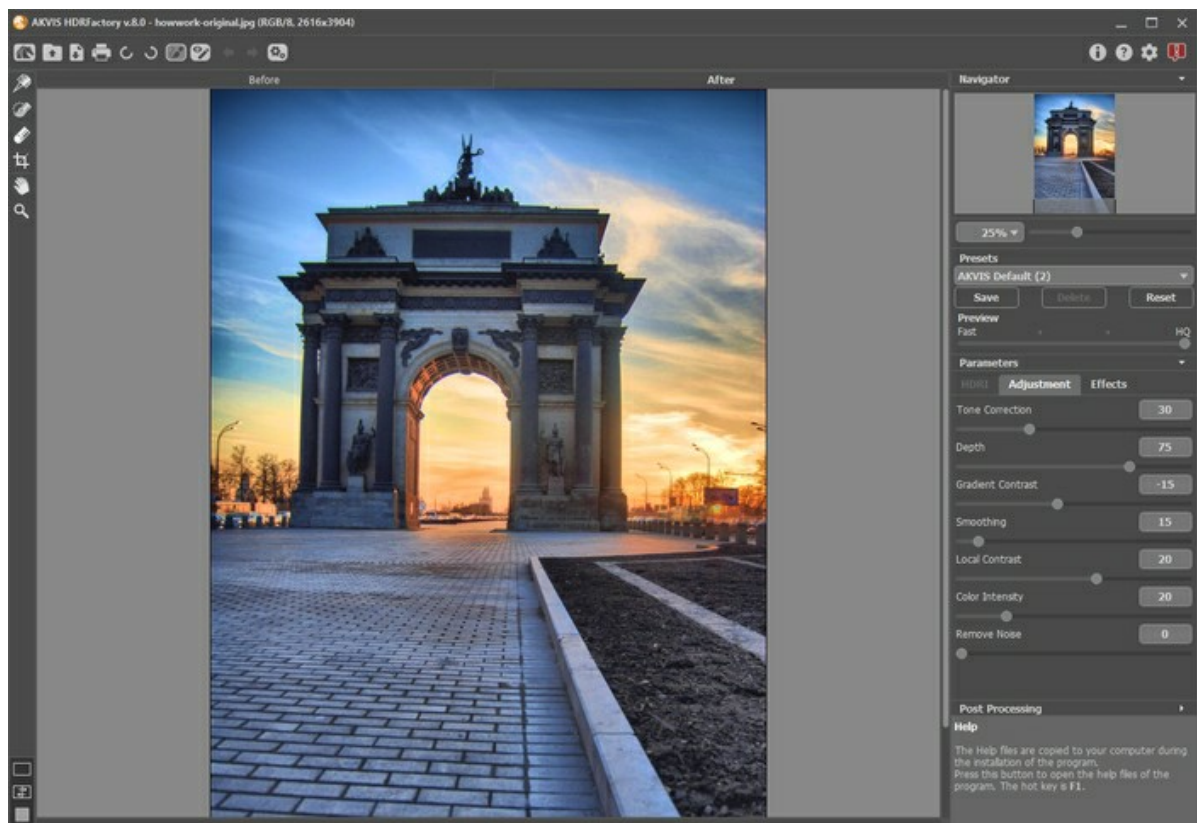 AKVIS HDRFactory v.8.0 - howwork-original.jpg (RGB/8, 2616x3904)
Before
After
Navigator
25%
Presets
AKVIS Default (2)
Save Delete Reset
Preview
Fast HQ
Parameters
HDRI Adjustment Effects
Tone Correction 30
Depth 75
Gradient Contrast -15
Smoothing 15
Local Contrast 20
Color Intensity 20
Remove Noise 0
Post Processing
Help
The Help files are copied to your computer during
the installation of the program.
Press this button to open the help files of the
program. The hot key is F1.